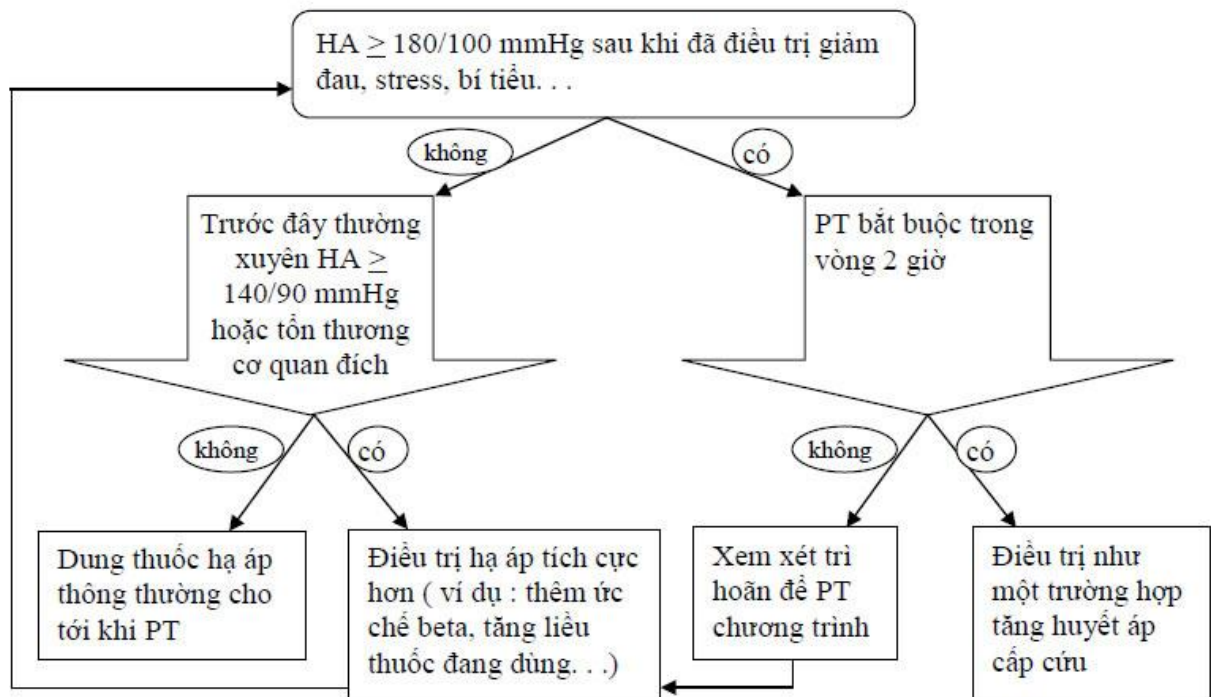 HA ≥ 180/100 mmHg sau khi đã điều trị giảm
đau, stress, bí tiểu. . .
không
có
Trước đây thường
xuyên HA ≥
140/90 mmHg
hoặc tổn thương
cơ quan đích
PT bắt buộc trong
vòng 2 giờ
không
có
không
có
Dung thuốc hạ áp
thông thường cho
tới khi PT
Điều trị hạ áp tích cực
hơn ( ví dụ : thêm ức
chế beta, tăng liều
thuốc đang dùng. . .)
Xem xét trì
hoãn để PT
chương trình
Điều trị như
một trường hợp
tăng huyết áp
cấp cứu